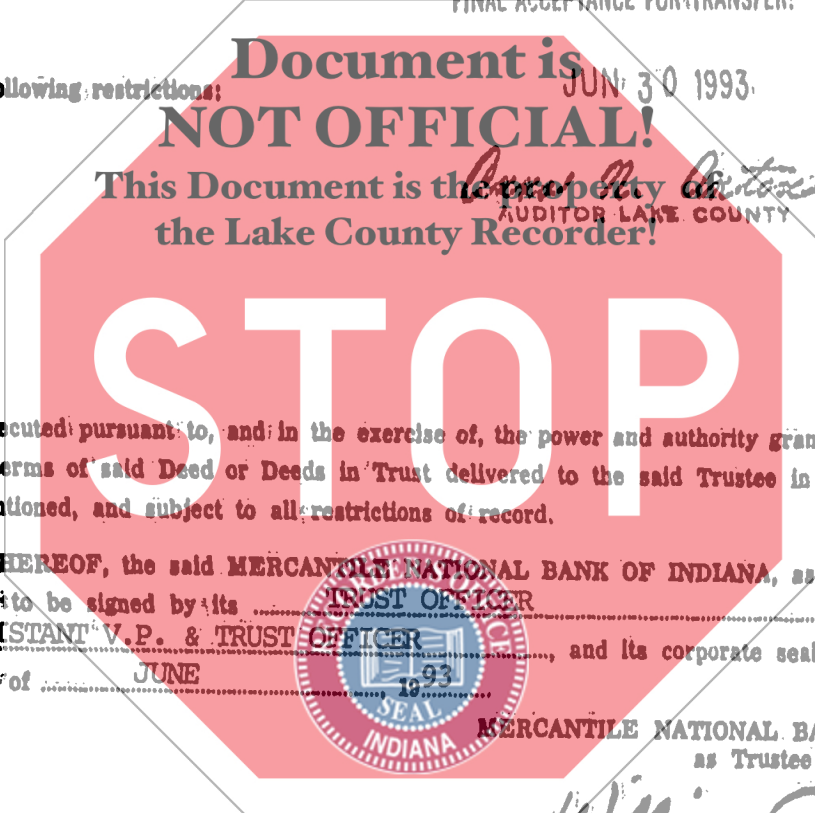 FINAL ACCEPTANCE FOR TRANSFER.
Document is
llowing restrictions:
JUN 30 1993
NOT OFFICIAL!
This Document is the property of
AUDITOR LAKE COUNTY
the Lake County Recorder!
STOP
ecuted pursuant to, and in the exercise of, the power and authority gran
erms of said Deed or Deeds in Trust delivered to the said Trustee in
tioned, and subject to all restrictions of record.
HEREOF, the said MERCANTILE NATIONAL BANK OF INDIANA, as
to be signed by its TRUST OFFICER
ISTANT V.P. & TRUST OFFICER, and its corporate seal
of JUNE, 1993
SEAL
INDIANA
MERCANTILE NATIONAL BA
as Trustee